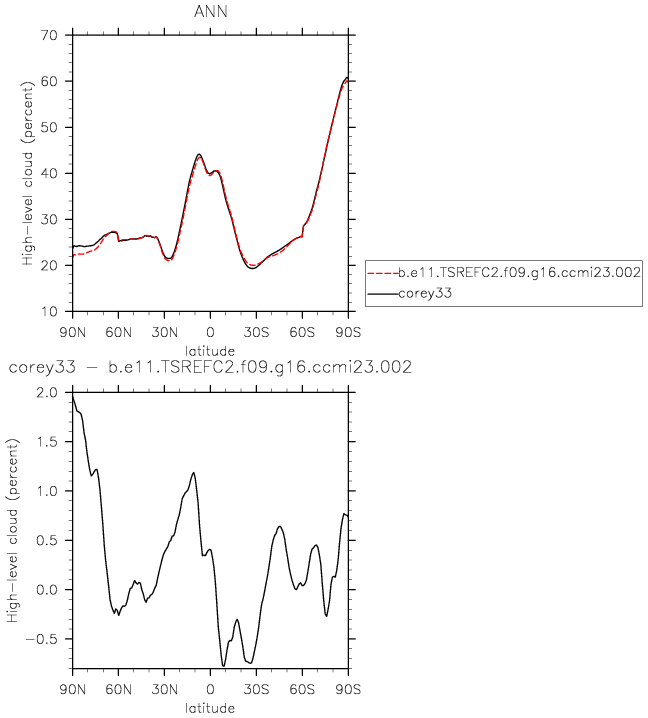 ANN
High-level cloud (percent)
70
60
50
40
30
20
10
90N 60N 30N 0 30S 60S 90S
latitude
b.e11.TSREFC2.f09.g16.ccmi23.002
corey33
corey33 - b.e11.TSREFC2.f09.g16.ccmi23.002
High-level cloud (percent)
2.0
1.5
1.0
0.5
0.0
-0.5
90N 60N 30N 0 30S 60S 90S
latitude